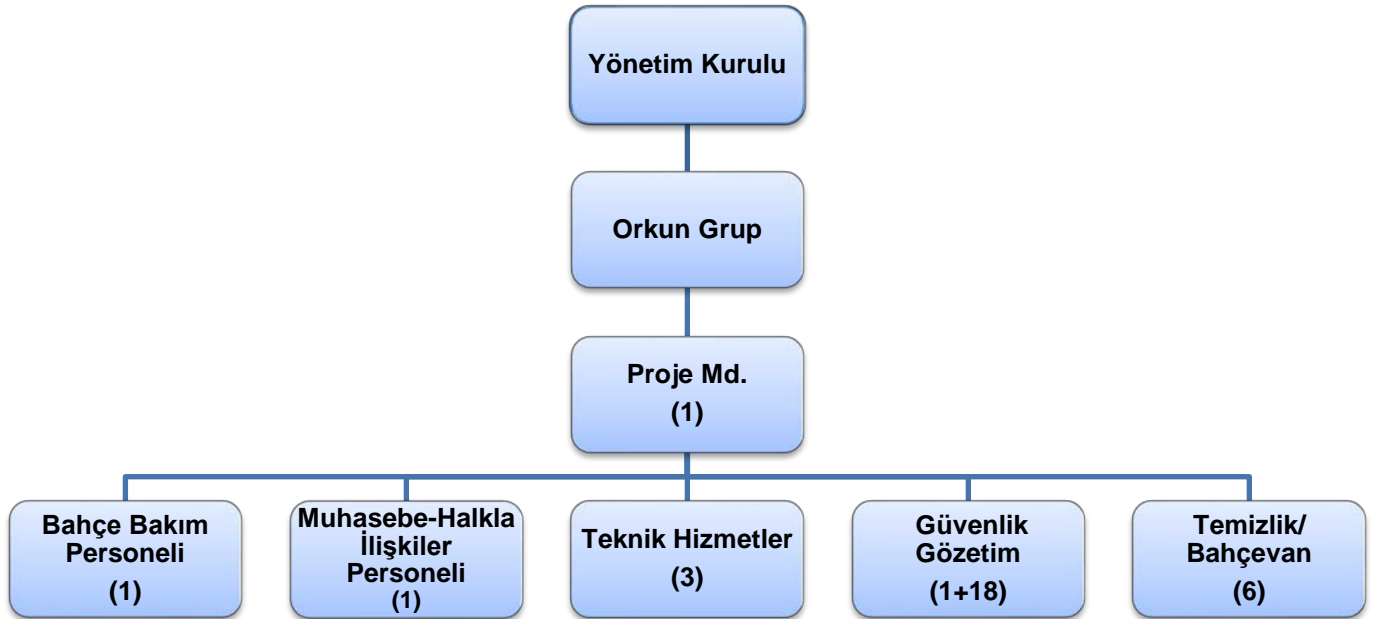 Yönetim Kurulu
Orkun Grup
Proje Md.
(1)
Bahçe Bakım
Personeli
(1)
Muhasebe-Halkla
İlişkiler
Personeli
(1)
Teknik Hizmetler
(3)
Güvenlik
Gözetim
(1+18)
Temizlik/
Bahçevan
(6)